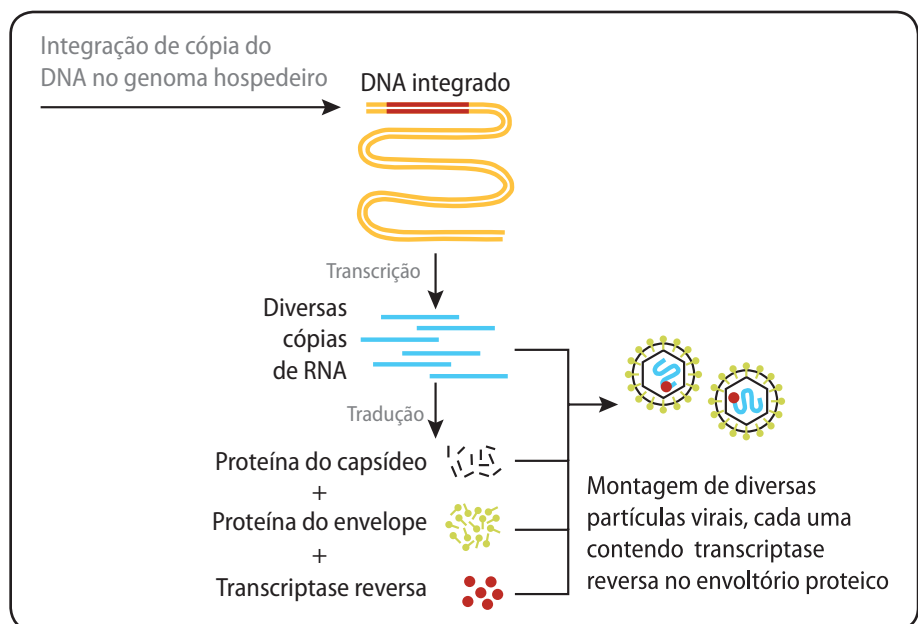 Integração de cópia do
DNA no genoma hospedeiro
DNA integrado
Transcrição
Diversas
cópias
de RNA
Tradução
Proteína do capsídeo
+
Proteína do envelope
+
Transcriptase reversa
Montagem de diversas
partículas virais, cada uma
contendo transcriptase
reversa no envoltório proteico